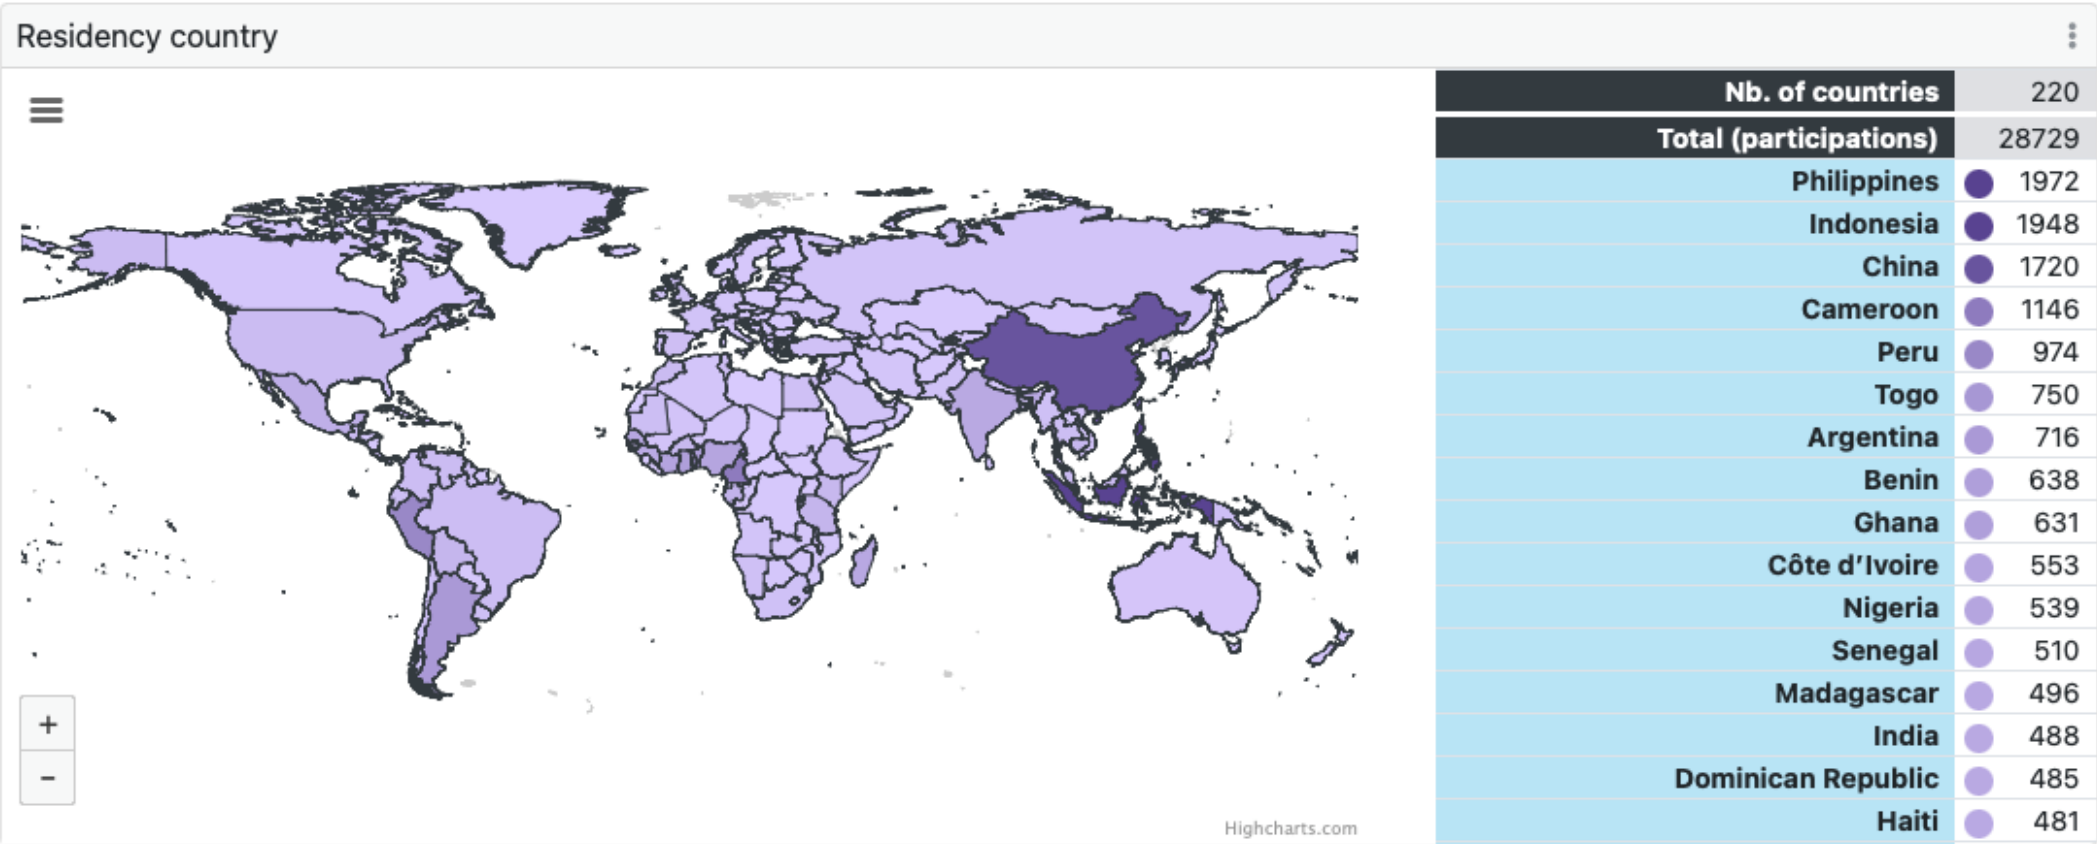 Residency country
Nb. of countries 220
Total (participations) 28729
Philippines 1972
Indonesia 1948
China 1720
Cameroon 1146
Peru 974
Togo 750
Argentina 716
Benin 638
Ghana 631
Côte d’Ivoire 553
Nigeria 539
Senegal 510
Madagascar 496
India 488
Dominican Republic 485
Haiti 481
+
−
Highcharts.com